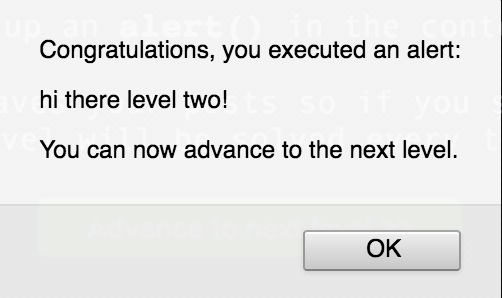 up an alert() in the cont
Congratulations, you executed an alert:
hi there level two!
You can now advance to the next level.
Advance to next level
OK